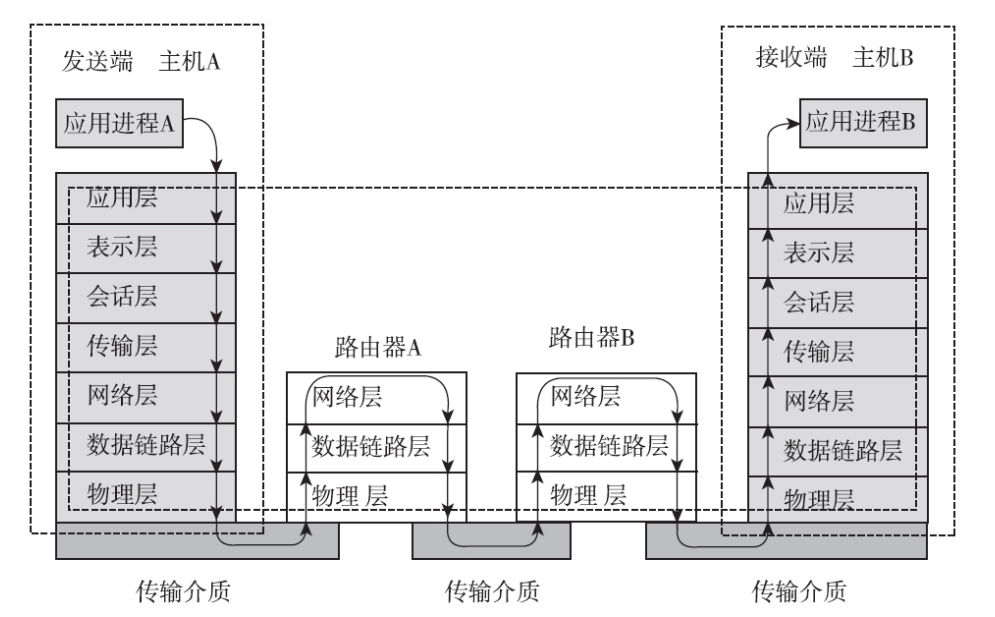 发送端 主机A
应用进程A
应用层
表示层
会话层
传输层
网络层
数据链路层
物理层
路由器A
网络层
数据链路层
物理 层
路由器B
网络层
数据链路层
物理 层
接收端 主机B
应用进程B
应用层
表示层
会话层
传输层
网络层
数据链路层
物理层
传输介质
传输介质
传输介质